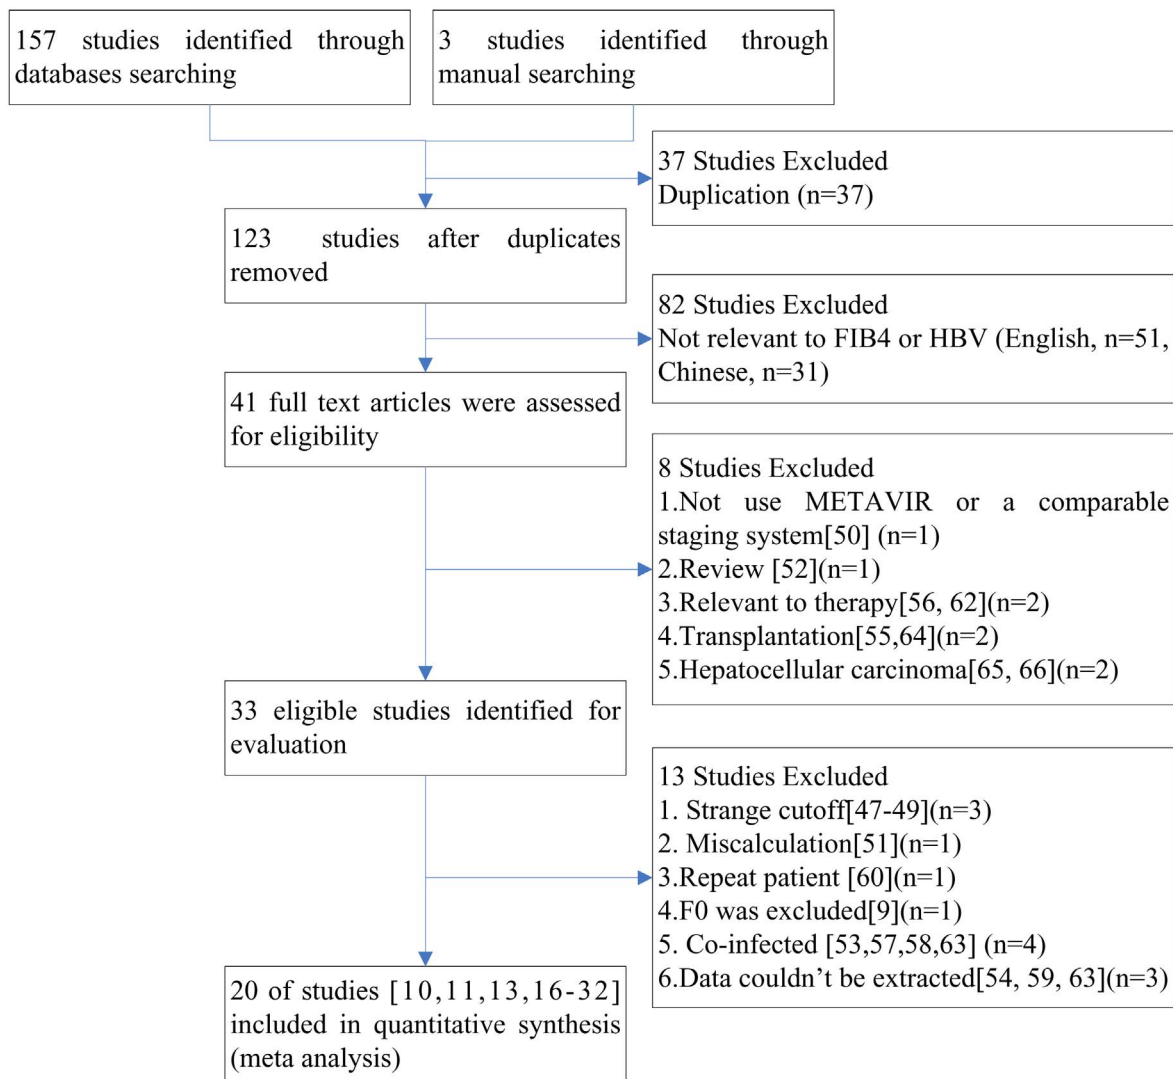 157 studies identified through
databases searching
3 studies identified through
manual searching
37 Studies Excluded
Duplication (n=37)
123 studies after duplicates
removed
82 Studies Excluded
Not relevant to FIB4 or HBV (English, n=51,
Chinese, n=31)
41 full text articles were assessed
for eligibility
8 Studies Excluded
1.Not use METAVIR or a comparable
staging system[50] (n=1)
2.Review [52](n=1)
3.Relevant to therapy[56, 62](n=2)
4.Transplantation[55,64](n=2)
5.Hepatocellular carcinoma[65, 66](n=2)
33 eligible studies identified for
evaluation
13 Studies Excluded
1. Strange cutoff[47-49](n=3)
2. Miscalculation[51](n=1)
3.Repeat patient [60](n=1)
4.F0 was excluded[9](n=1)
5. Co-infected [53,57,58,63] (n=4)
6.Data couldn’t be extracted[54, 59, 63](n=3)
20 of studies [10,11,13,16-32]
included in quantitative synthesis
(meta analysis)